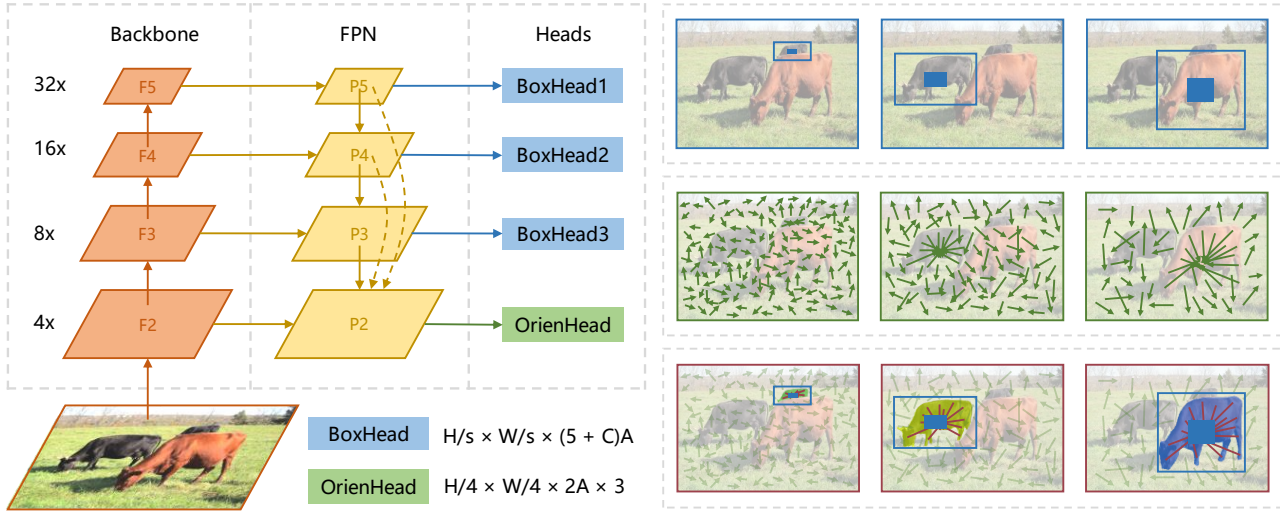 Backbone FPN Heads
32x F5 P5 BoxHead1
16x F4 P4 BoxHead2
8x F3 P3 BoxHead3
4x F2 P2 OrienHead
BoxHead H/s × W/s × (5 + C)A
OrienHead H/4 × W/4 × 2A × 3